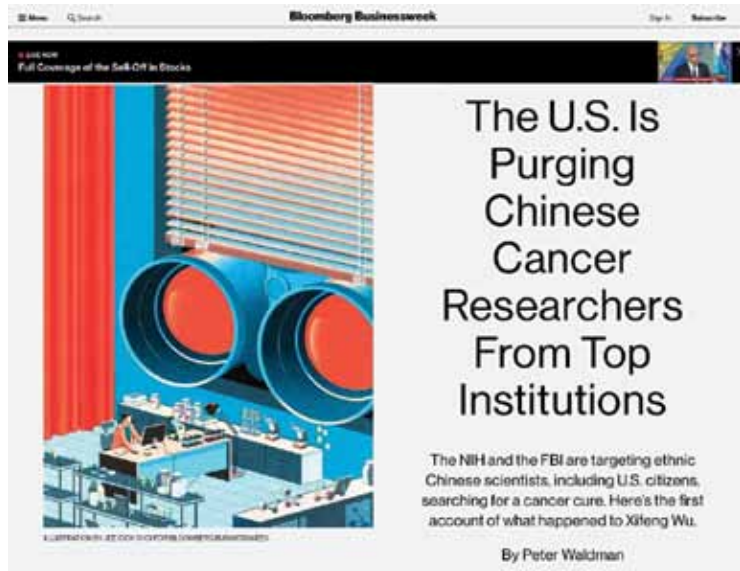 Menu
Search
Bloomberg Businessweek
Sign In
Subscribe
LIVE NOW
Full Coverage of the Sell-Off in Stocks
The U.S. Is
Purging
Chinese
Cancer
Researchers
From Top
Institutions
The NIH and the FBI are targeting ethnic
Chinese scientists, including U.S. citizens,
searching for a cancer cure. Here's the first
account of what happened to Xifeng Wu.
By Peter Waldman